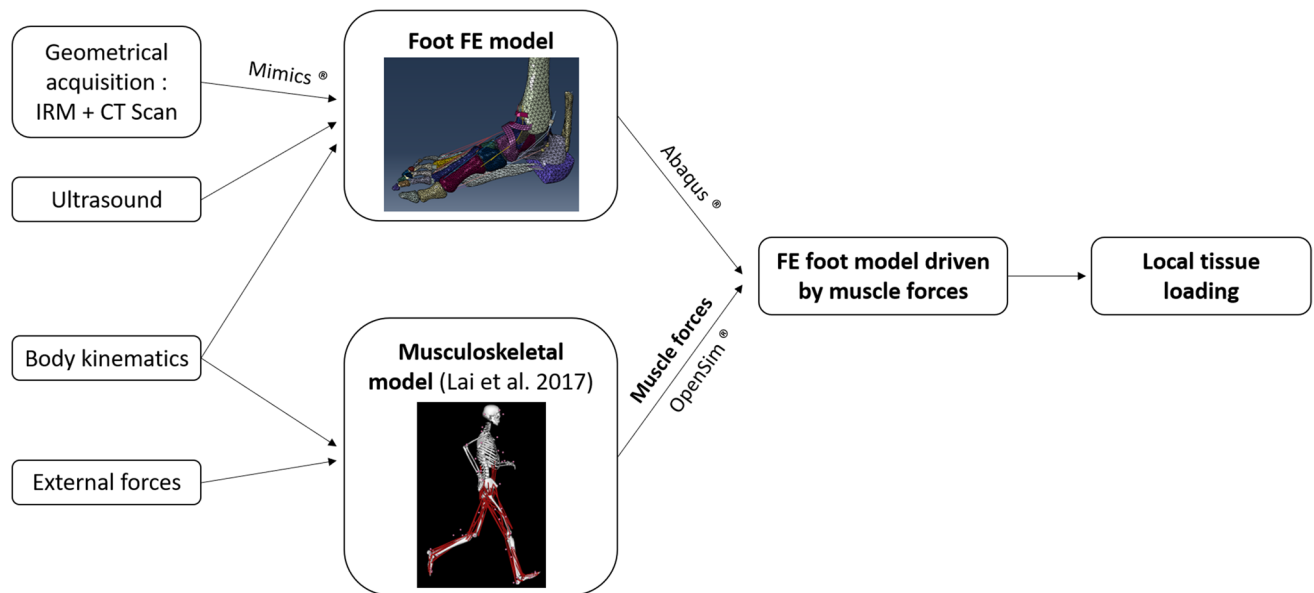 Geometrical
acquisition :
IRM + CT Scan
Mimics ®
Foot FE model
Ultrasound
Abaqus ®
FE foot model driven
by muscle forces
Local tissue
loading
Body kinematics
Musculoskeletal
model (Lai et al. 2017)
Muscle forces
OpenSim ®
External forces